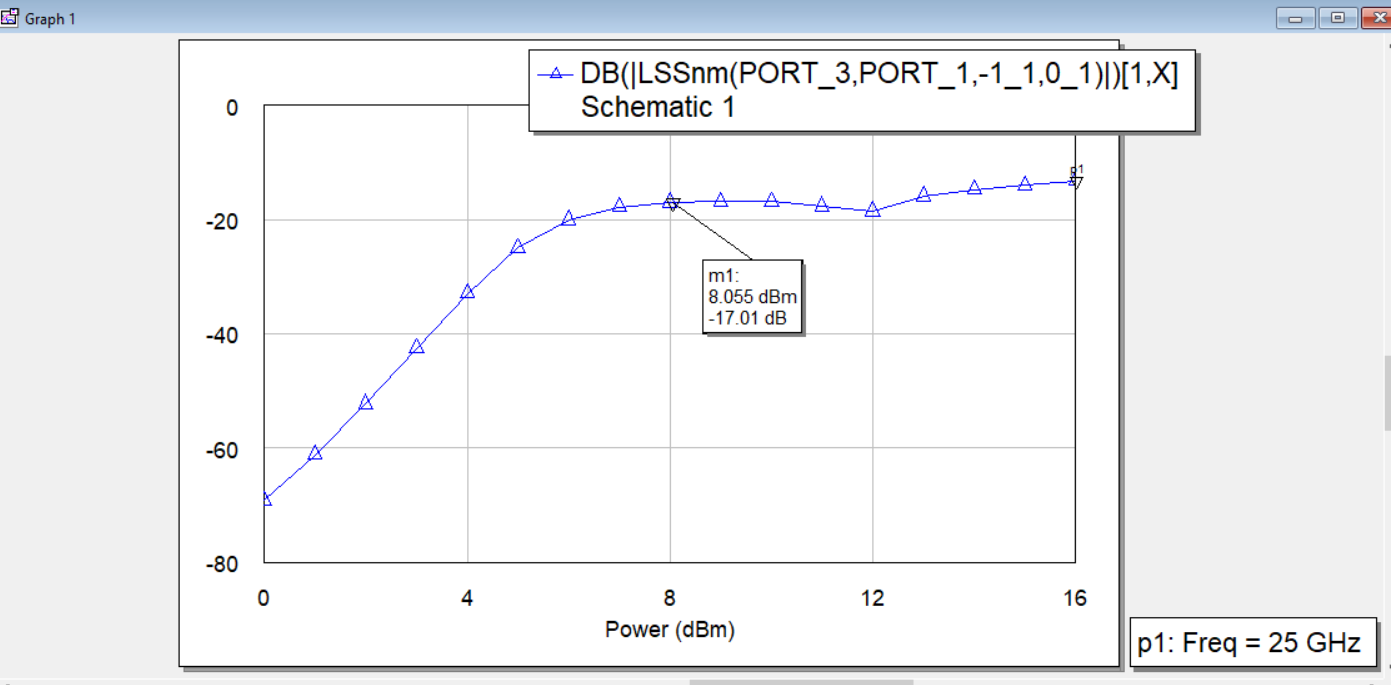 Graph 1
DB(|LSSnm(PORT_3,PORT_1,-1_1,0_1)|)[1,X]
Schematic 1
0
-20
-40
-60
-80
p1
m1:
8.055 dBm
-17.01 dB
0 4 8 12 16
Power (dBm)
p1: Freq = 25 GHz